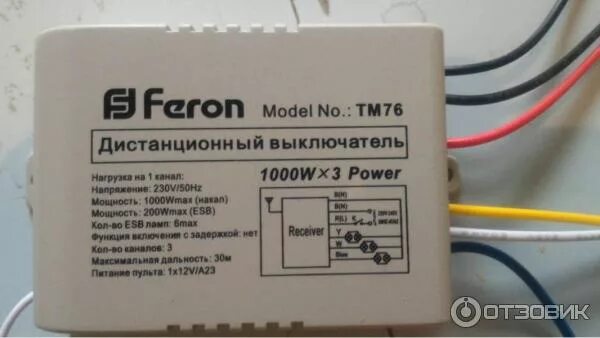 Feron Model No.: TM76
Дистанционный выключатель
Нагрузка на 1 канал:
Напряжение: 230V/50Hz
Мощность: 1000Wmax (накал)
Мощность: 200Wmax (ESB)
Кол-во ESB ламп: 6max
Функция включения с задержкой: нет
Кол-во каналов: 3
Максимальная дальность: 30м
Питание пульта: 1x12V/A23
1000W×3 Power
Receiver
B(N)
B(N)
R(L) K
Y
W
Blue
ОТЗОВИК